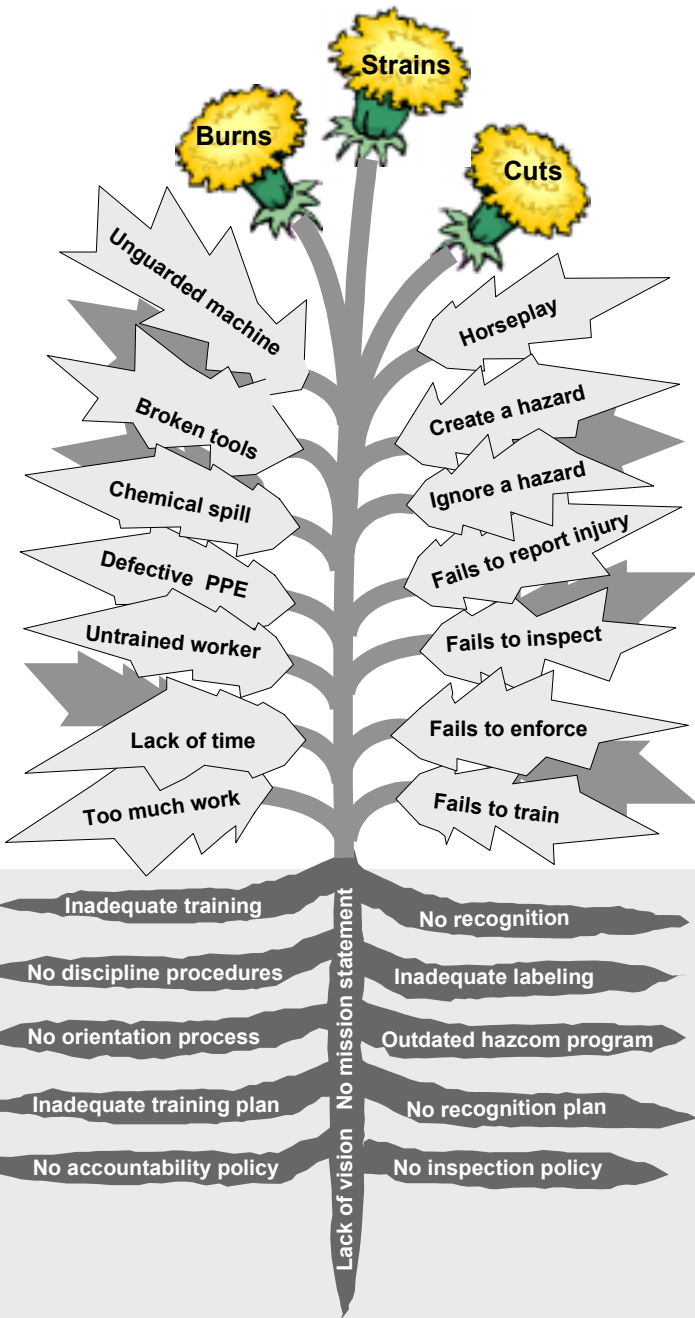 Strains
Burns
Cuts
Unguarded machine
Horseplay
Broken tools
Create a hazard
Chemical spill
Ignore a hazard
Defective PPE
Fails to report injury
Untrained worker
Fails to inspect
Lack of time
Fails to enforce
Too much work
Fails to train
Inadequate training
No recognition
No discipline procedures
Inadequate labeling
No orientation process
Outdated hazcom program
Inadequate training plan
No recognition plan
No accountability policy
No inspection policy
Lack of vision No mission statement